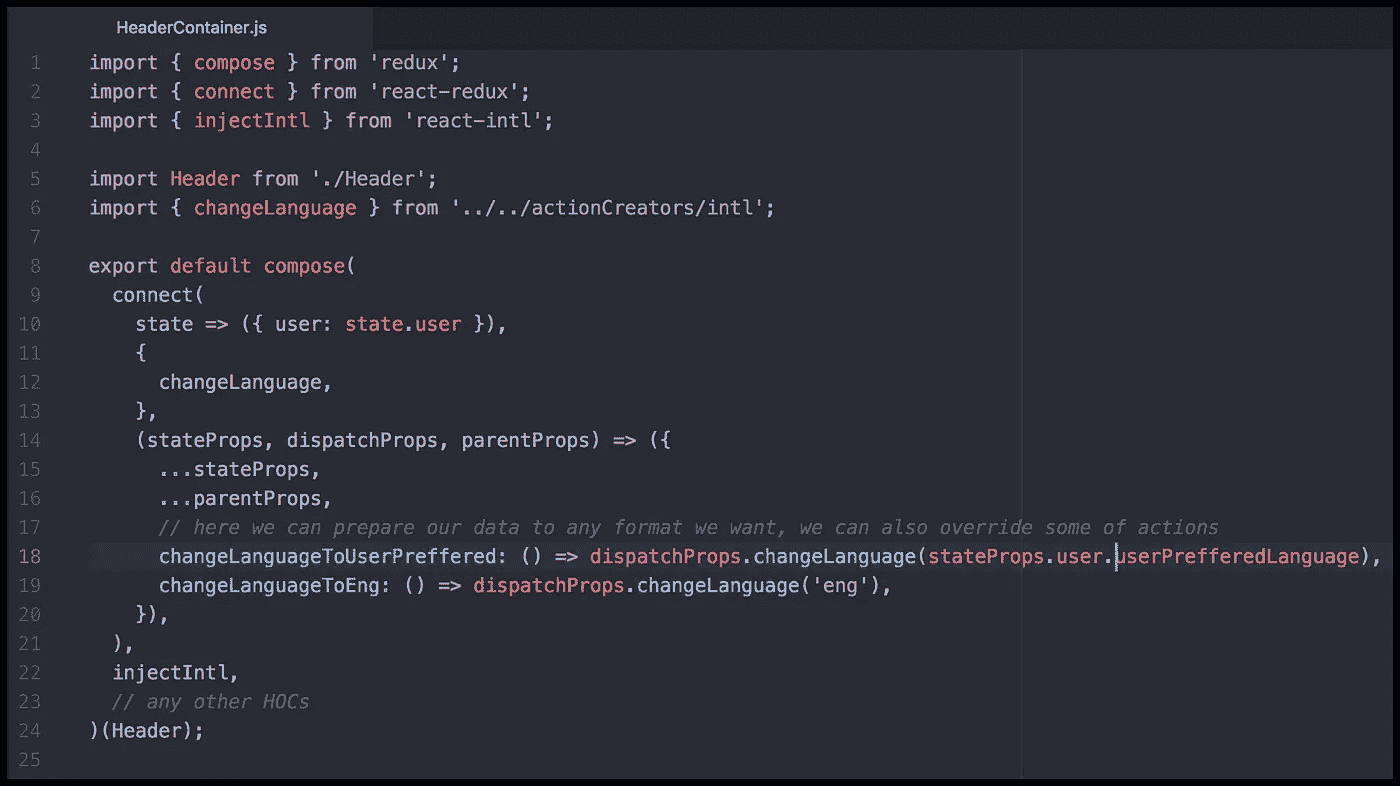 HeaderContainer.js
1 import { compose } from 'redux';
2 import { connect } from 'react-redux';
3 import { injectIntl } from 'react-intl';
4
5 import Header from './Header';
6 import { changeLanguage } from '../../actionCreators/intl';
7
8 export default compose(
9   connect(
10     state => ({ user: state.user }),
11     {
12       changeLanguage,
13     },
14     (stateProps, dispatchProps, parentProps) => ({
15       ...stateProps,
16       ...parentProps,
17       // here we can prepare our data to any format we want, we can also override some of actions
18       changeLanguageToUserPreffered: () => dispatchProps.changeLanguage(stateProps.user.userPrefferedLanguage),
19       changeLanguageToEng: () => dispatchProps.changeLanguage('eng'),
20     }),
21   ),
22   injectIntl,
23   // any other HOCs
24 )(Header);
25